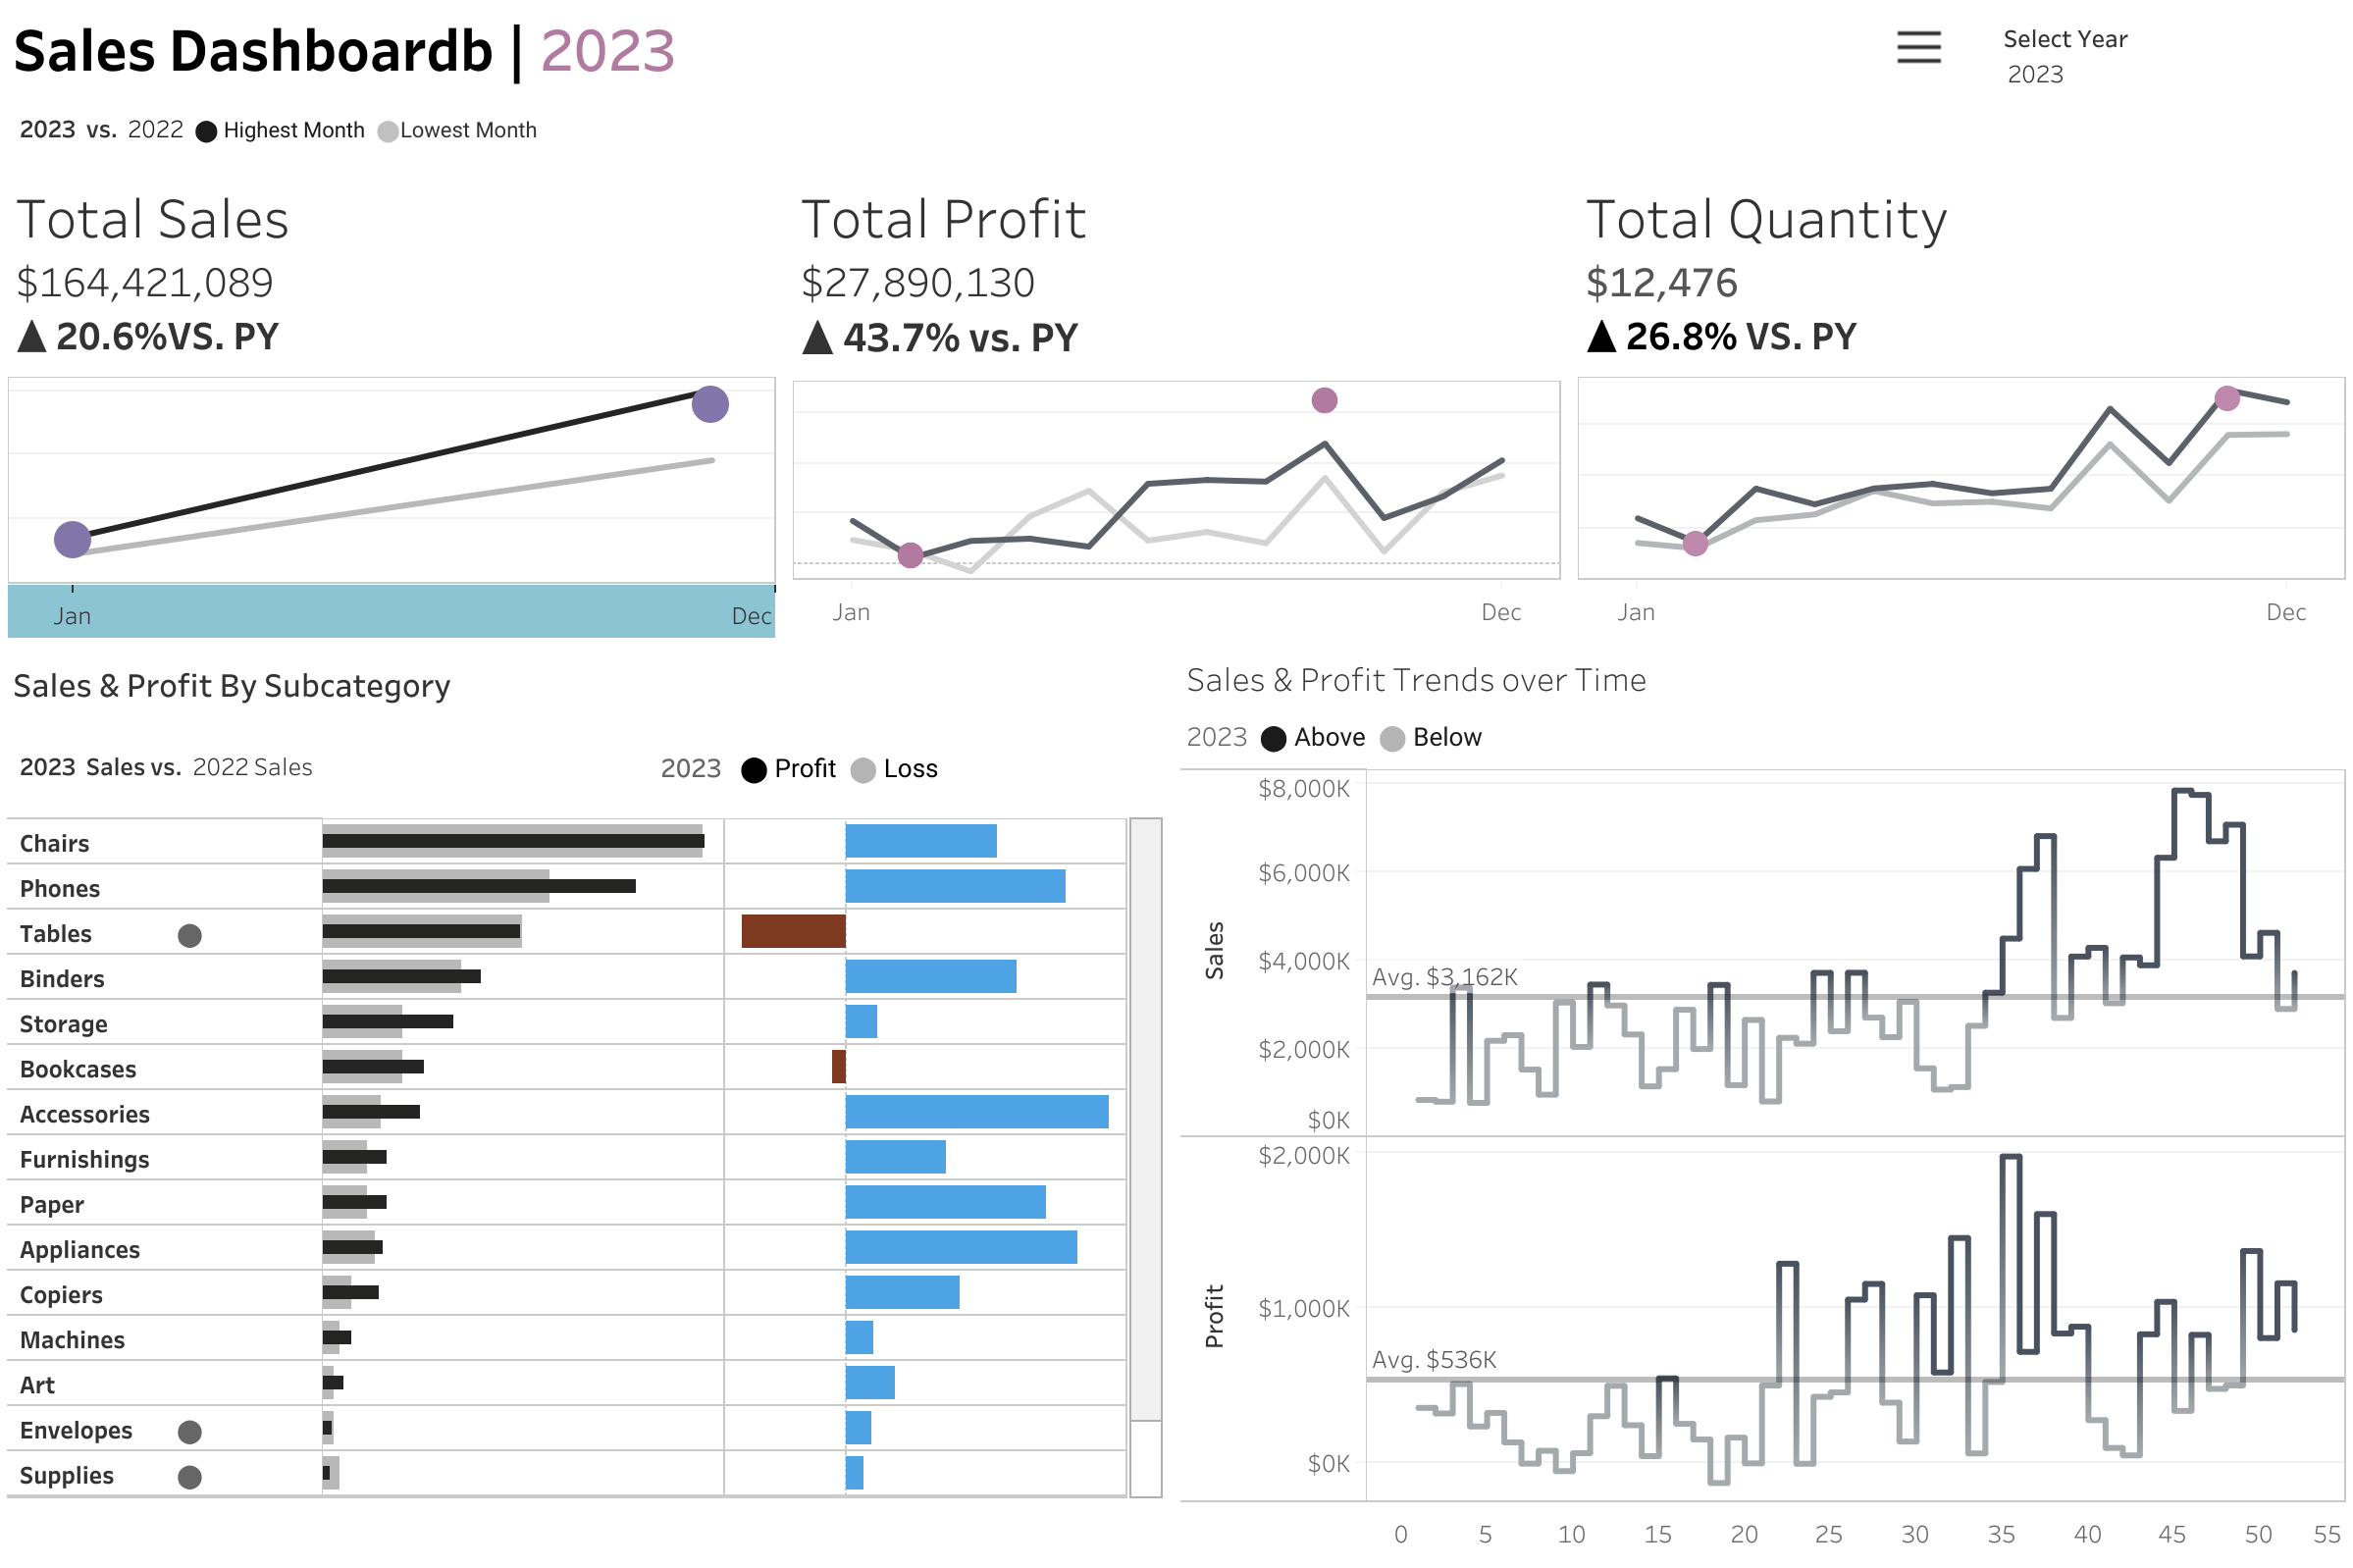 Sales Dashboardb | 2023
Select Year
2023
2023 vs. 2022 Highest Month Lowest Month
Total Sales
$164,421,089
▲ 20.6%VS. PY
Jan Dec
Total Profit
$27,890,130
▲ 43.7% vs. PY
Jan Dec
Total Quantity
$12,476
▲ 26.8% VS. PY
Jan Dec
Sales & Profit By Subcategory
2023 Sales vs. 2022 Sales
2023 Profit Loss
Chairs
Phones
Tables
Binders
Storage
Bookcases
Accessories
Furnishings
Paper
Appliances
Copiers
Machines
Art
Envelopes
Supplies
Sales & Profit Trends over Time
2023 Above Below
Sales
$8,000K
$6,000K
$4,000K
Avg. $3,162K
$2,000K
$0K
Profit
$2,000K
$1,000K
Avg. $536K
$0K
0 5 10 15 20 25 30 35 40 45 50 55